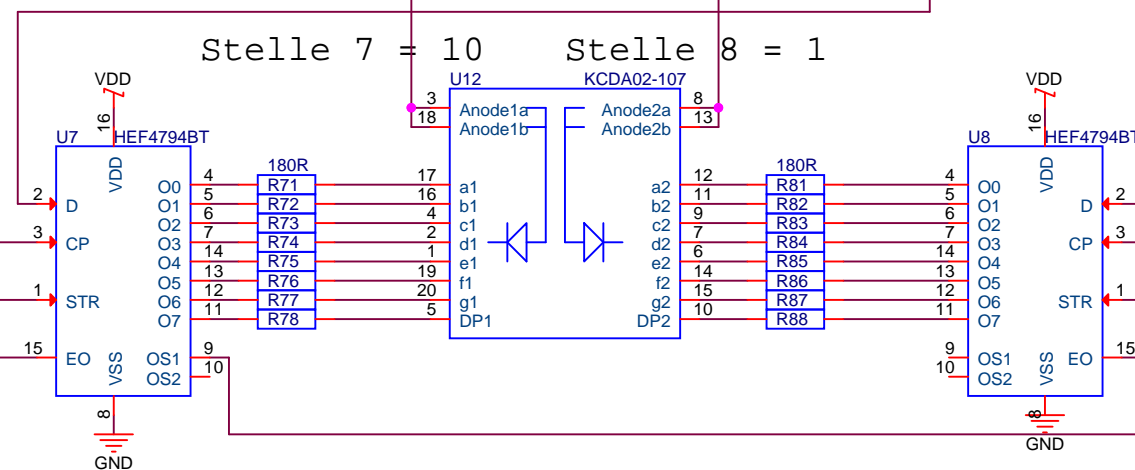 Stelle 7 = 10 Stelle 8 = 1
VDD U12 KCDA02-107 VDD
16 3 Anode1a Anode2a 8 16
18 Anode1b Anode2b 13
U7 HEF4794BT U8 HEF4794BT
VDD 180R 180R VDD
O0 4 R71 17 a1 a2 12 R81 4 O0
2 D O1 5 R72 16 b1 b2 11 R82 5 O1 D 2
O2 6 R73 4 c1 c2 9 R83 6 O2
3 CP O3 7 R74 2 d1 d2 7 R84 7 O3 CP 3
O4 14 R75 1 e1 e2 6 R85 14 O4
O5 13 R76 19 f1 f2 14 R86 13 O5
1 STR O6 12 R77 20 g1 g2 15 R87 12 O6 STR 1
O7 11 R78 5 DP1 DP2 10 R88 11 O7
15 EO OS1 9 9 OS1 EO 15
VSS OS2 10 10 OS2 VSS
8 8
GND GND